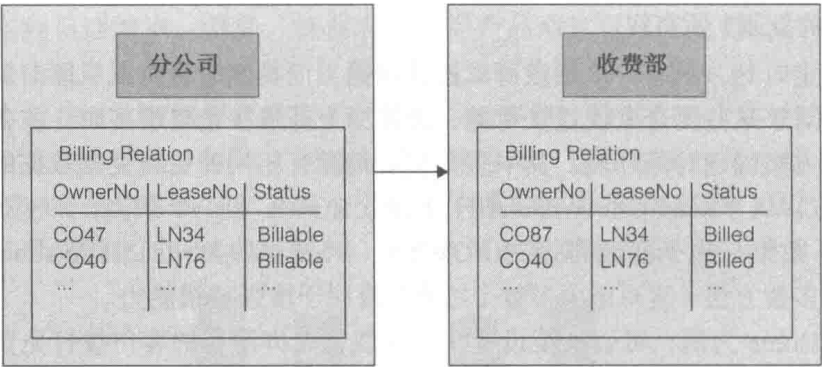 分公司
Billing Relation
OwnerNo LeaseNo Status
CO47 LN34 Billable
CO40 LN76 Billable
... ... ...
收费部
Billing Relation
OwnerNo LeaseNo Status
CO87 LN34 Billed
CO40 LN76 Billed
... ... ...